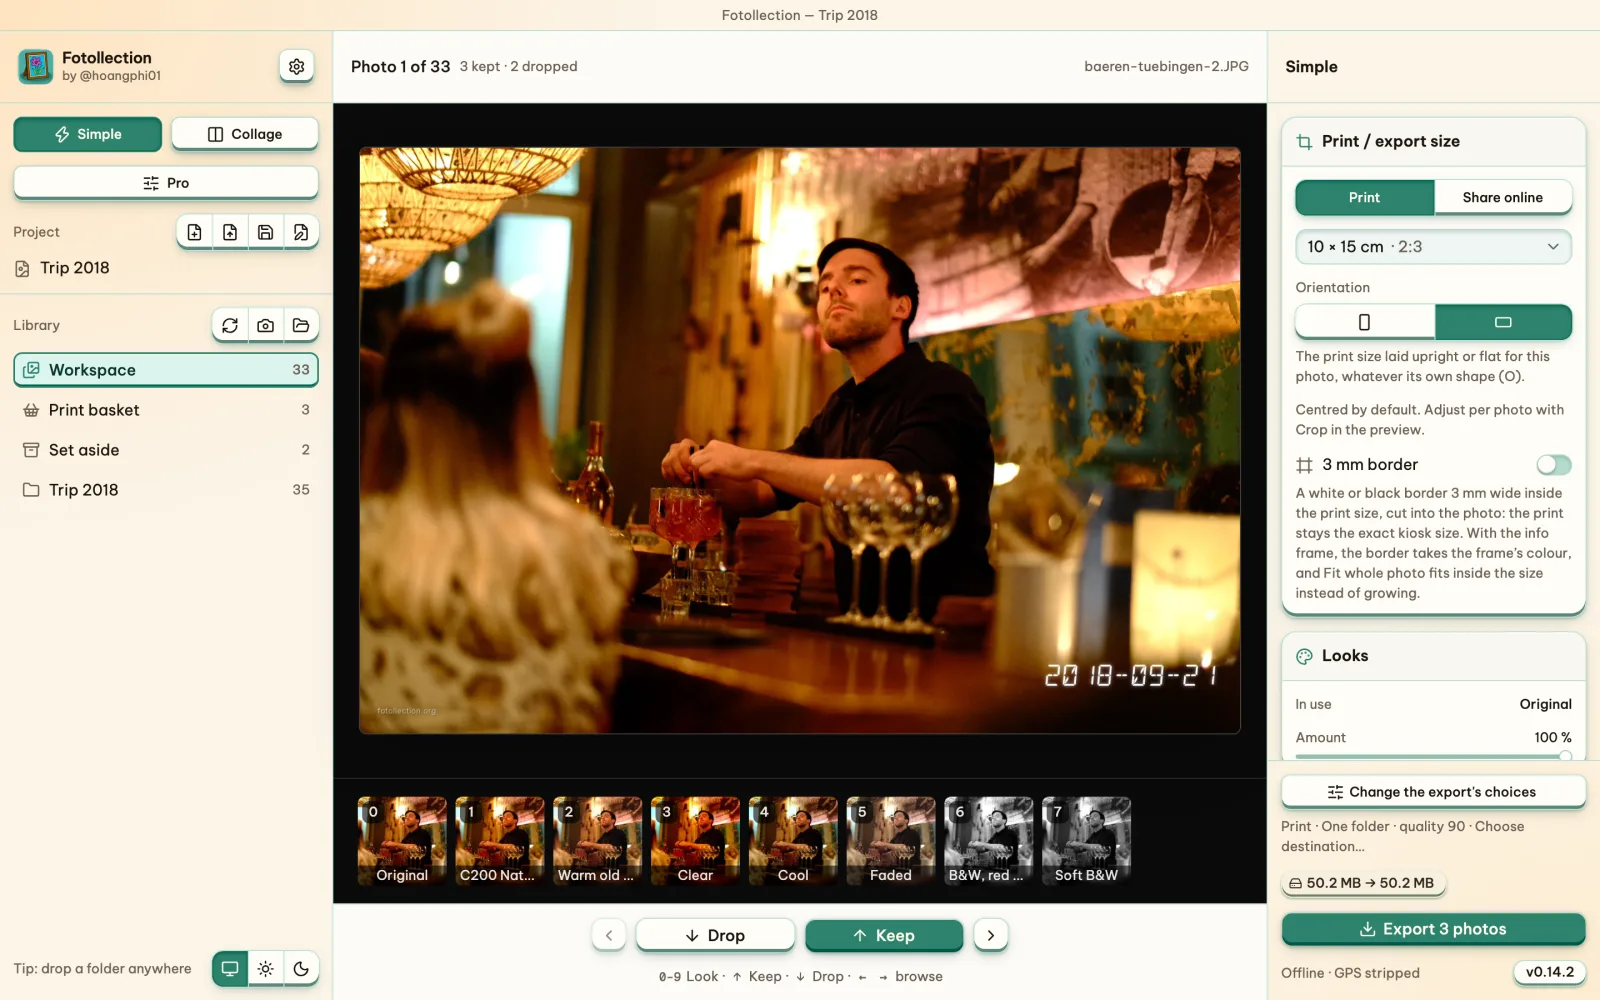 Fotollection — Trip 2018
Fotollection
by @hoangphi01
Simple
Collage
Pro
Project
Trip 2018
Library
Workspace 33
Print basket 3
Set aside 2
Trip 2018 35
Tip: drop a folder anywhere
Photo 1 of 33 3 kept · 2 dropped baeren-tuebingen-2.JPG
2018-09-21
fotollection.org
0 1 2 3 4 5 6 7
Original C200 Nat... Warm old ... Clear Cool Faded B&W, red ... Soft B&W
Drop Keep
0-9 Look · ↑ Keep · ↓ Drop · ← → browse
Simple
Print / export size
Print Share online
10 × 15 cm · 2:3
Orientation
The print size laid upright or flat for this
photo, whatever its own shape (O).
Centred by default. Adjust per photo with
Crop in the preview.
3 mm border
A white or black border 3 mm wide inside
the print size, cut into the photo: the print
stays the exact kiosk size. With the info
frame, the border takes the frame's colour,
and Fit whole photo fits inside the size
instead of growing.
Looks
In use Original
Amount 100 %
Change the export's choices
Print · One folder · quality 90 · Choose
destination...
50.2 MB → 50.2 MB
Export 3 photos
Offline · GPS stripped v0.14.2